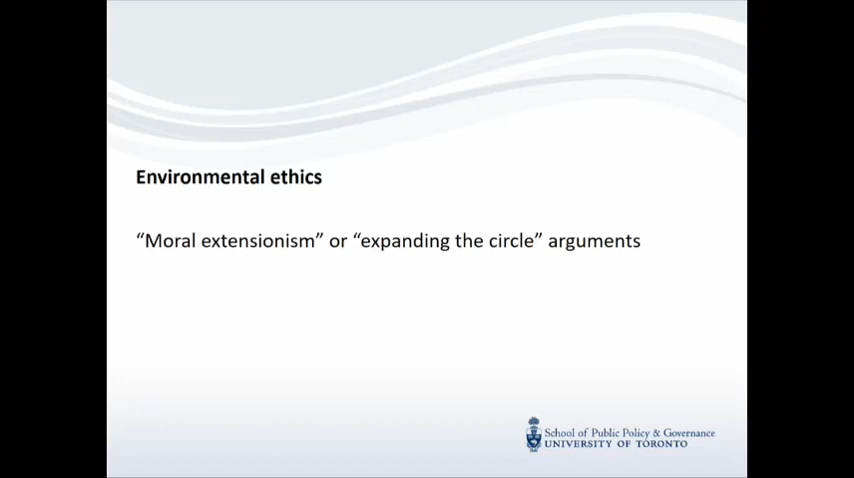 Environmental ethics
“Moral extensionism” or “expanding the circle” arguments
School of Public Policy & Governance
UNIVERSITY OF TORONTO